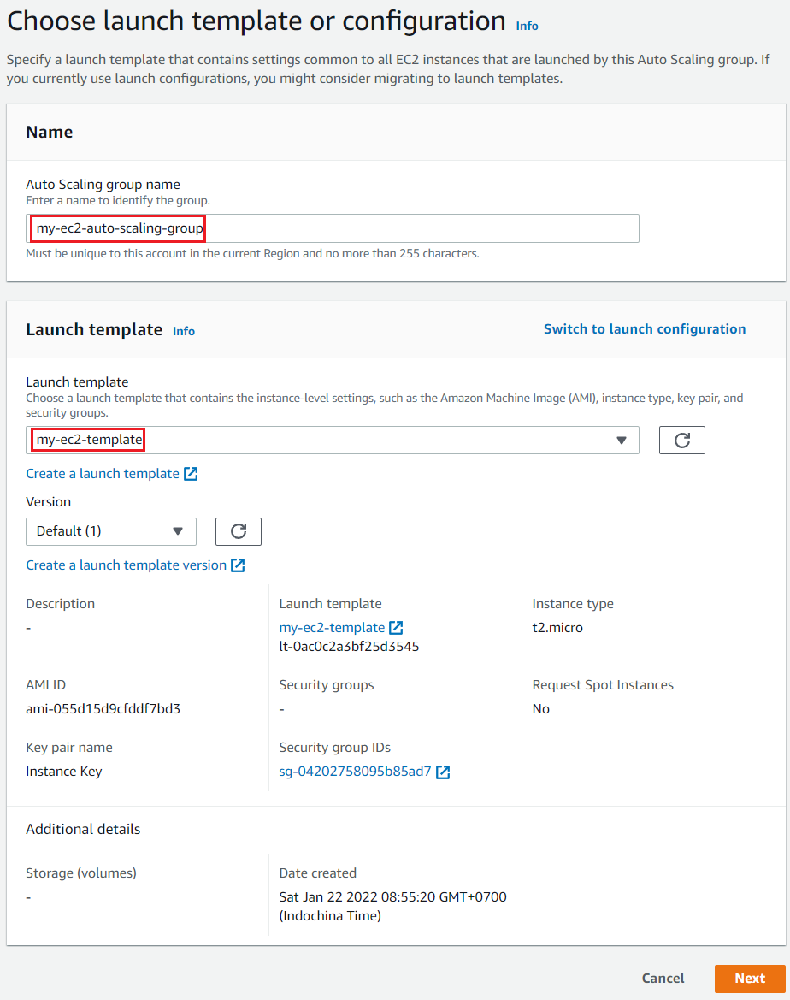 Choose launch template or configuration Info
Specify a launch template that contains settings common to all EC2 instances that are launched by this Auto Scaling group. If
you currently use launch configurations, you might consider migrating to launch templates.
Name
Auto Scaling group name
Enter a name to identify the group.
my-ec2-auto-scaling-group
Must be unique to this account in the current Region and no more than 255 characters.
Launch template Info
Switch to launch configuration
Launch template
Choose a launch template that contains the instance-level settings, such as the Amazon Machine Image (AMI), instance type, key pair, and
security groups.
my-ec2-template
Create a launch template
Version
Default (1)
Create a launch template version
Description
-
Launch template
my-ec2-template
lt-0ac0c2a3bf25d3545
Instance type
t2.micro
AMI ID
ami-055d15d9cfddf7bd3
Security groups
-
Request Spot Instances
No
Key pair name
Instance Key
Security group IDs
sg-04202758095b85ad7
Additional details
Storage (volumes)
-
Date created
Sat Jan 22 2022 08:55:20 GMT+0700
(Indochina Time)
Cancel
Next